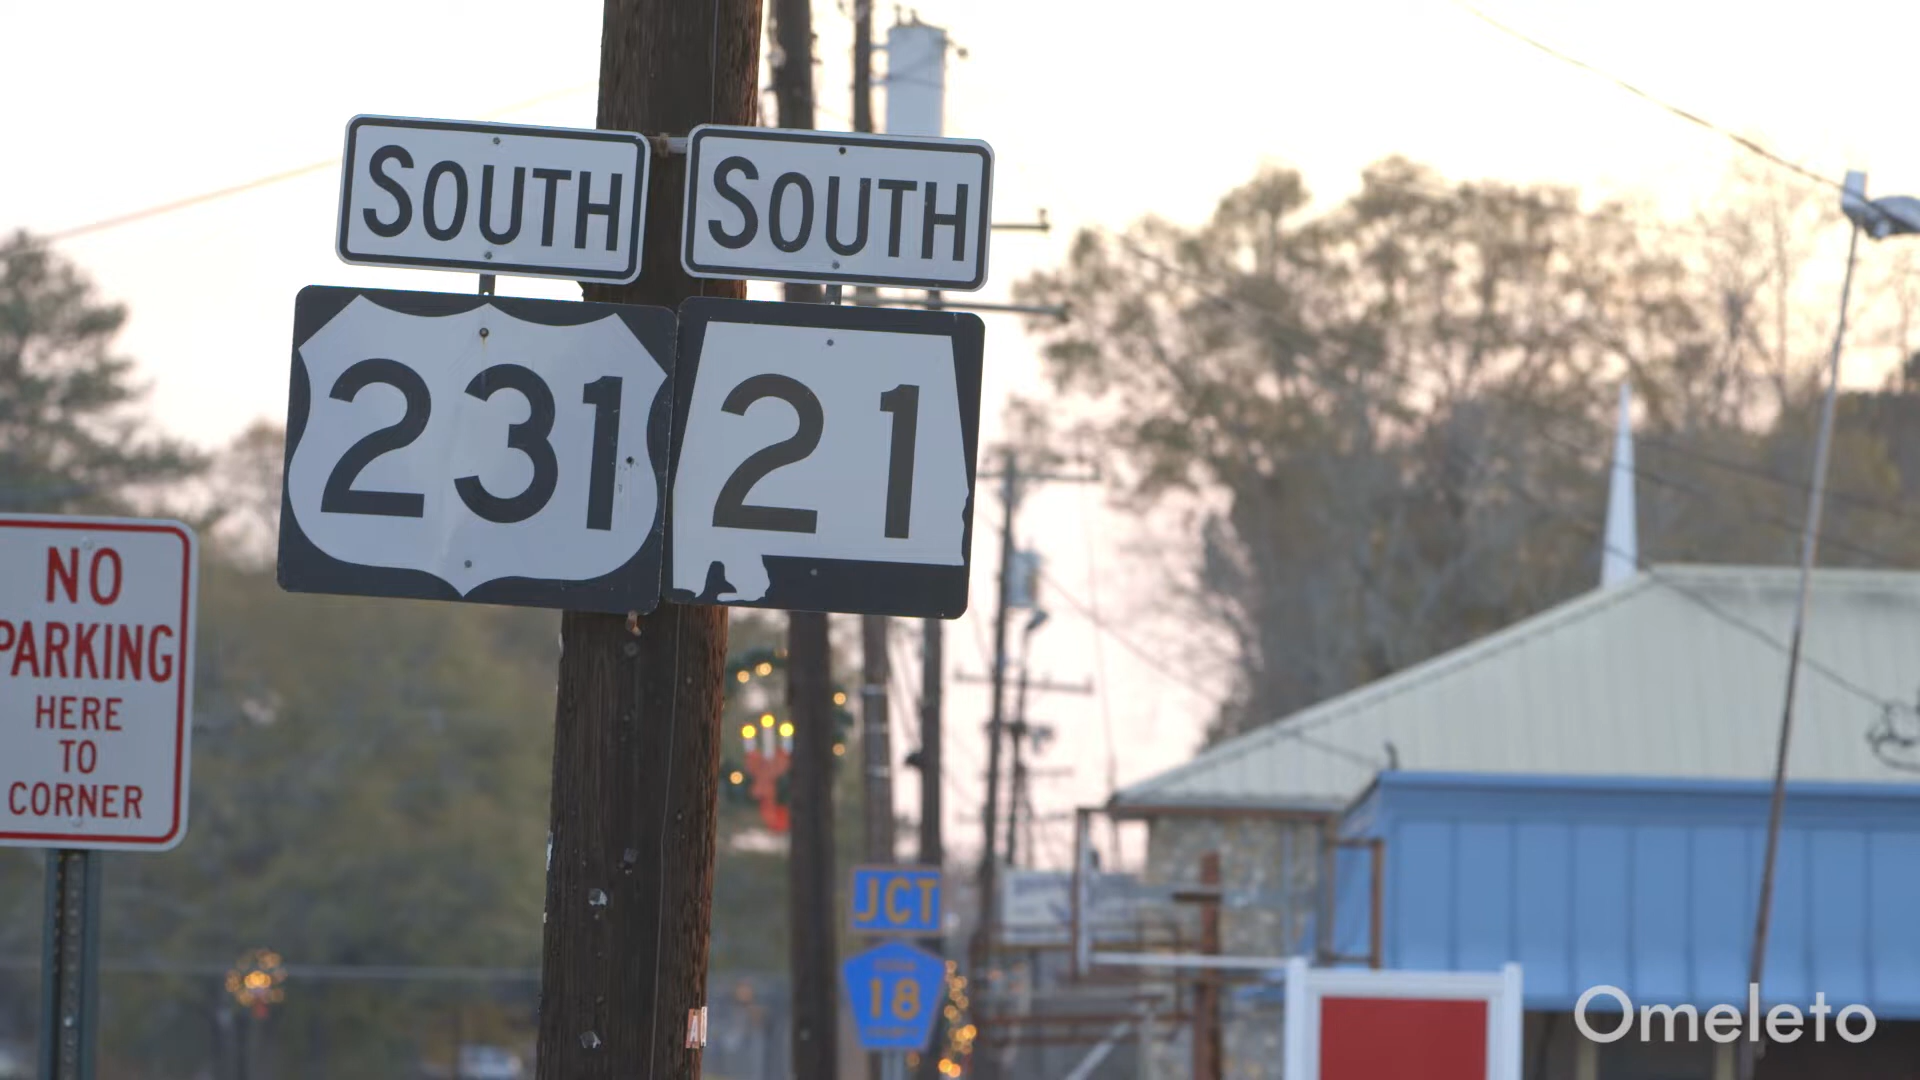 SOUTH
SOUTH
231
21
NO
PARKING
HERE
TO
CORNER
JCT
18
Omeleto